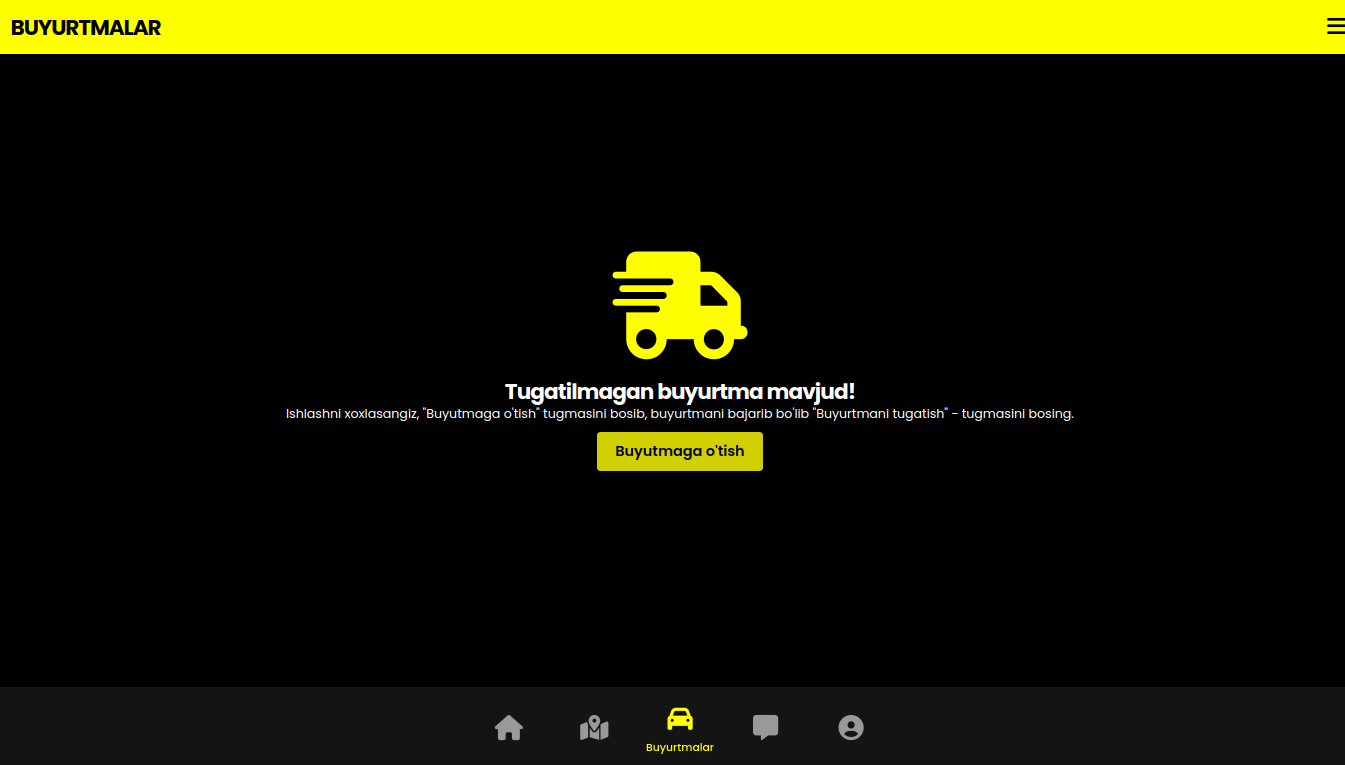 BUYURTMALAR
Tugatilmagan buyurtma mavjud!
Ishlashni xoxlasangiz, "Buyutmaga o'tish" tugmasini bosib, buyurtmani bajarib bo'lib "Buyurtmani tugatish" - tugmasini bosing.
Buyutmaga o'tish
Buyurtmalar